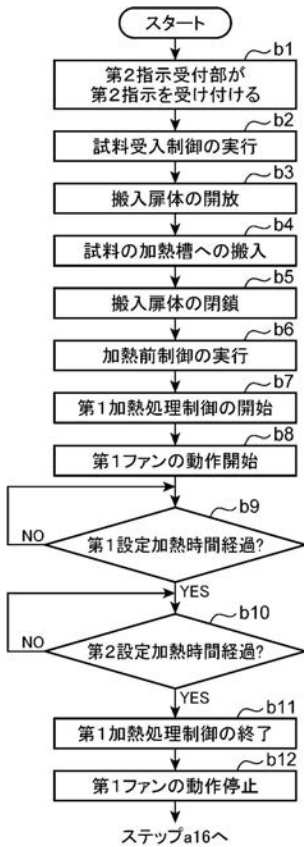 スタート
b1
第2指示受付部が
第2指示を受け付ける
b2
試料受入制御の実行
b3
搬入扉体の開放
b4
試料の加熱槽への搬入
b5
搬入扉体の閉鎖
b6
加熱前制御の実行
b7
第1加熱処理制御の開始
b8
第1ファンの動作開始
b9
第1設定加熱時間経過?
NO
YES
b10
第2設定加熱時間経過?
NO
YES
b11
第1加熱処理制御の終了
b12
第1ファンの動作停止
ステップa16へ